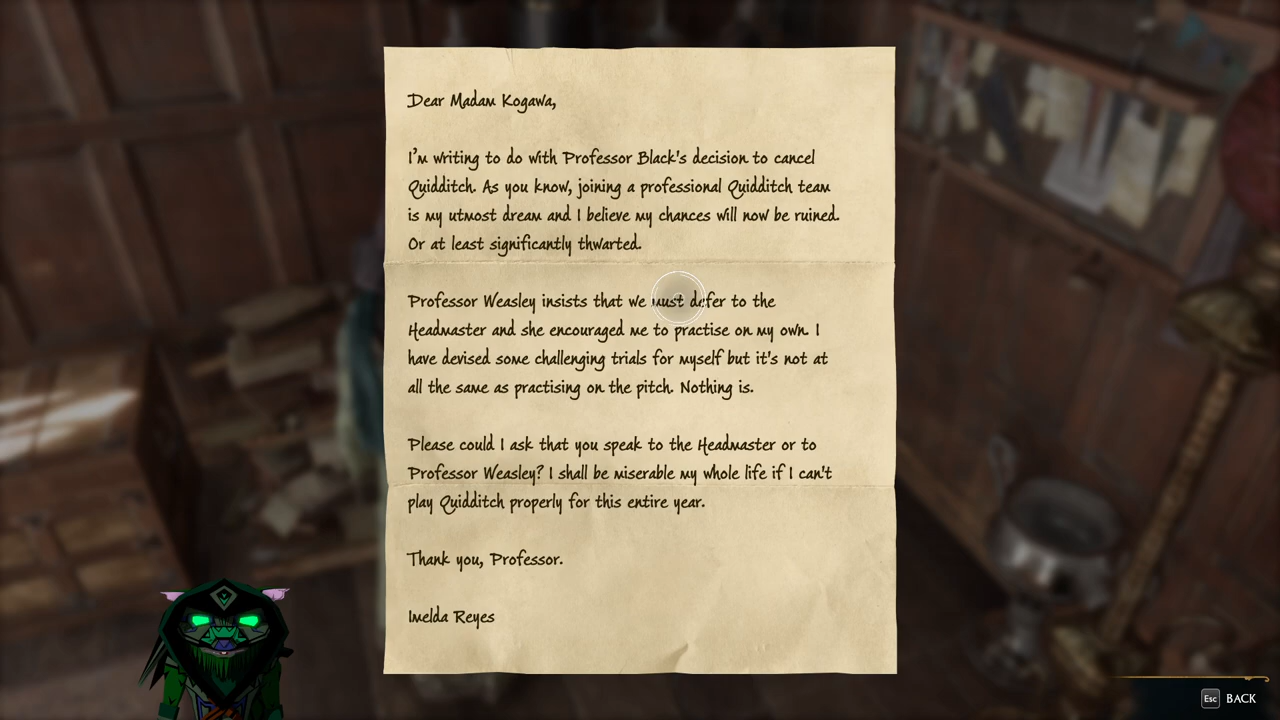 Dear Madam Kogawa,
I'm writing to do with Professor Black's decision to cancel
Quidditch. As you know, joining a professional Quidditch team
is my utmost dream and I believe my chances will now be ruined.
Or at least significantly thwarted.
Professor Weasley insists that we must defer to the
Headmaster and she encouraged me to practise on my own. I
have devised some challenging trials for myself but it's not at
all the same as practising on the pitch. Nothing is.
Please could I ask that you speak to the Headmaster or to
Professor Weasley? I shall be miserable my whole life if I can't
play Quidditch properly for this entire year.
Thank you, Professor.
Imelda Reyes
Esc BACK